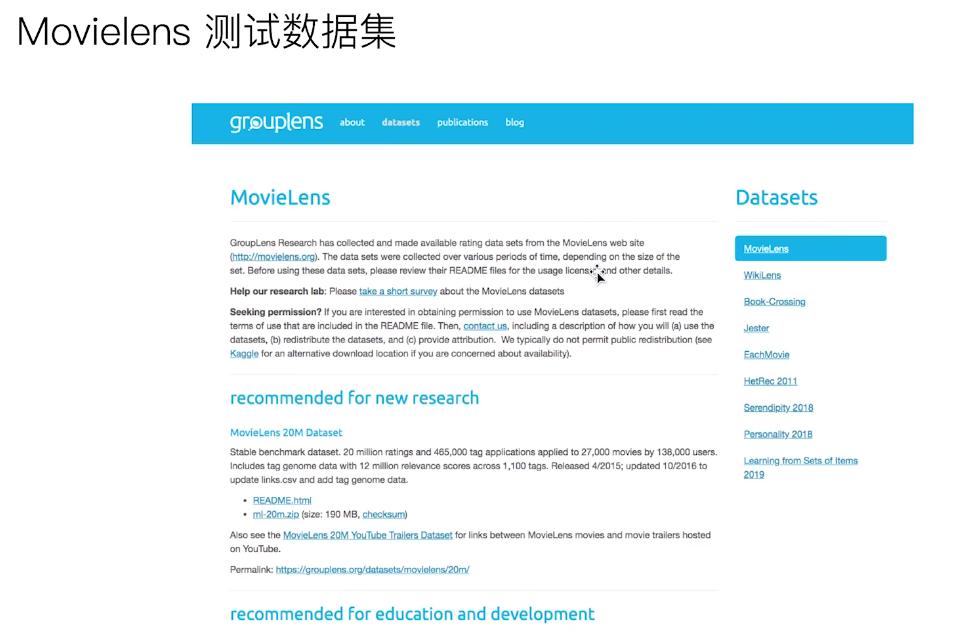 Movielens 测试数据集
grouplens about datasets publications blog
MovieLens
GroupLens Research has collected and made available rating data sets from the MovieLens web site
(http://movielens.org). The data sets were collected over various periods of time, depending on the size of the
set. Before using these data sets, please review their README files for the usage licenses and other details.
Help our research lab: Please take a short survey about the MovieLens datasets
Seeking permission? If you are interested in obtaining permission to use MovieLens datasets, please first read the
terms of use that are included in the README file. Then, contact us, including a description of how you will (a) use the
datasets, (b) redistribute the datasets, and (c) provide attribution. We typically do not permit public redistribution (see
Kaggle for an alternative download location if you are concerned about availability).
recommended for new research
MovieLens 20M Dataset
Stable benchmark dataset. 20 million ratings and 465,000 tag applications applied to 27,000 movies by 138,000 users.
Includes tag genome data with 12 million relevance scores across 1,100 tags. Released 4/2015; updated 10/2016 to
update links.csv and add tag genome data.
• README.html
• ml-20m.zip (size: 190 MB, checksum)
Also see the MovieLens 20M YouTube Trailers Dataset for links between MovieLens movies and movie trailers hosted
on YouTube.
Permalink: https://grouplens.org/datasets/movielens/20m/
recommended for education and development
Datasets
MovieLens
WikiLens
Book-Crossing
Jester
EachMovie
HetRec 2011
Serendipity 2018
Personality 2018
Learning from Sets of Items
2019